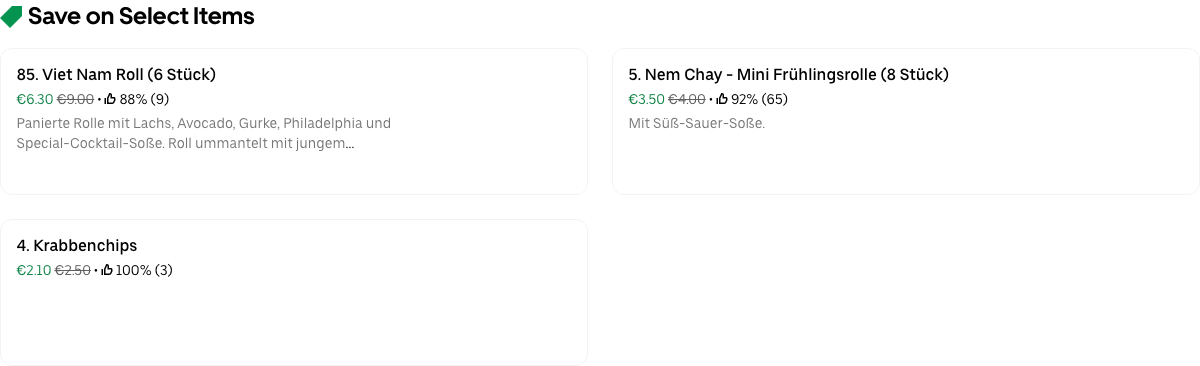 Save on Select Items
85. Viet Nam Roll (6 Stück)
€6.30 €9.00 • 88% (9)
Panierte Rolle mit Lachs, Avocado, Gurke, Philadelphia und
Special-Cocktail-Soße. Roll ummantelt mit jungem...
5. Nem Chay - Mini Frühlingsrolle (8 Stück)
€3.50 €4.00 • 92% (65)
Mit Süß-Sauer-Soße.
4. Krabbenchips
€2.10 €2.50 • 100% (3)